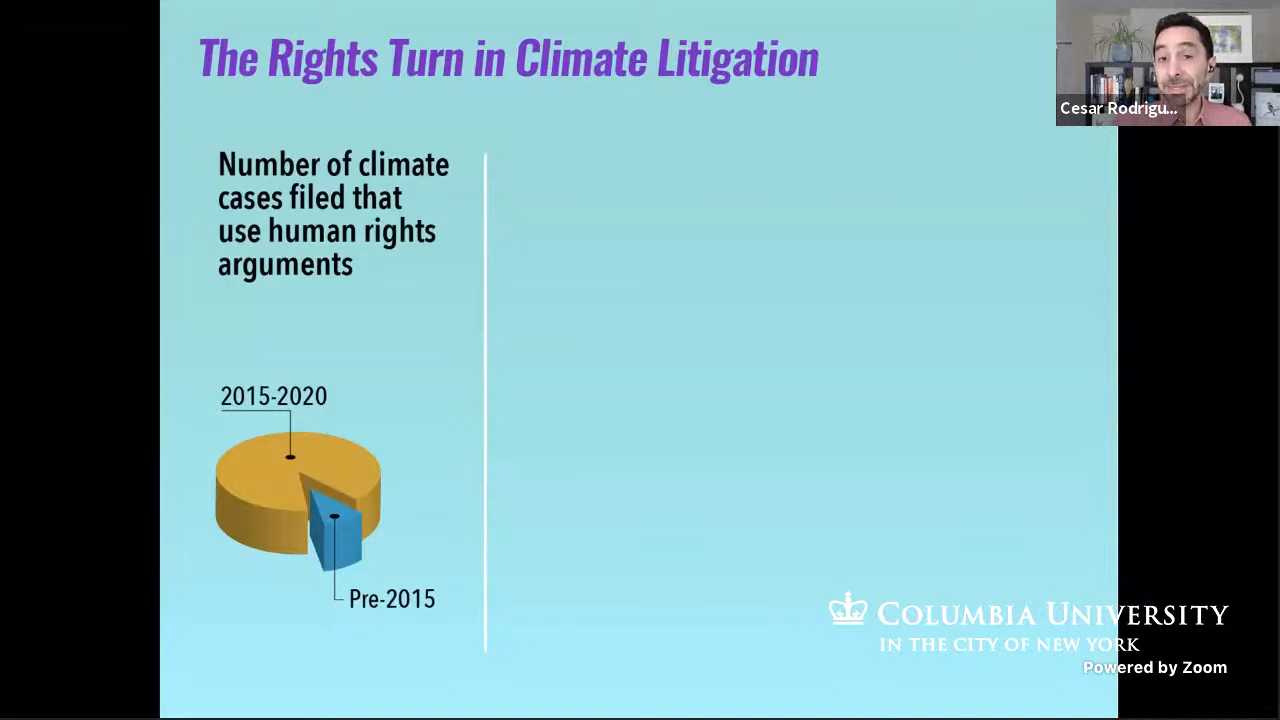 The Rights Turn in Climate Litigation
Cesar Rodrigu...
Number of climate
cases filed that
use human rights
arguments
2015-2020
Pre-2015
COLUMBIA UNIVERSITY
IN THE CITY OF NEW YORK
Powered by Zoom